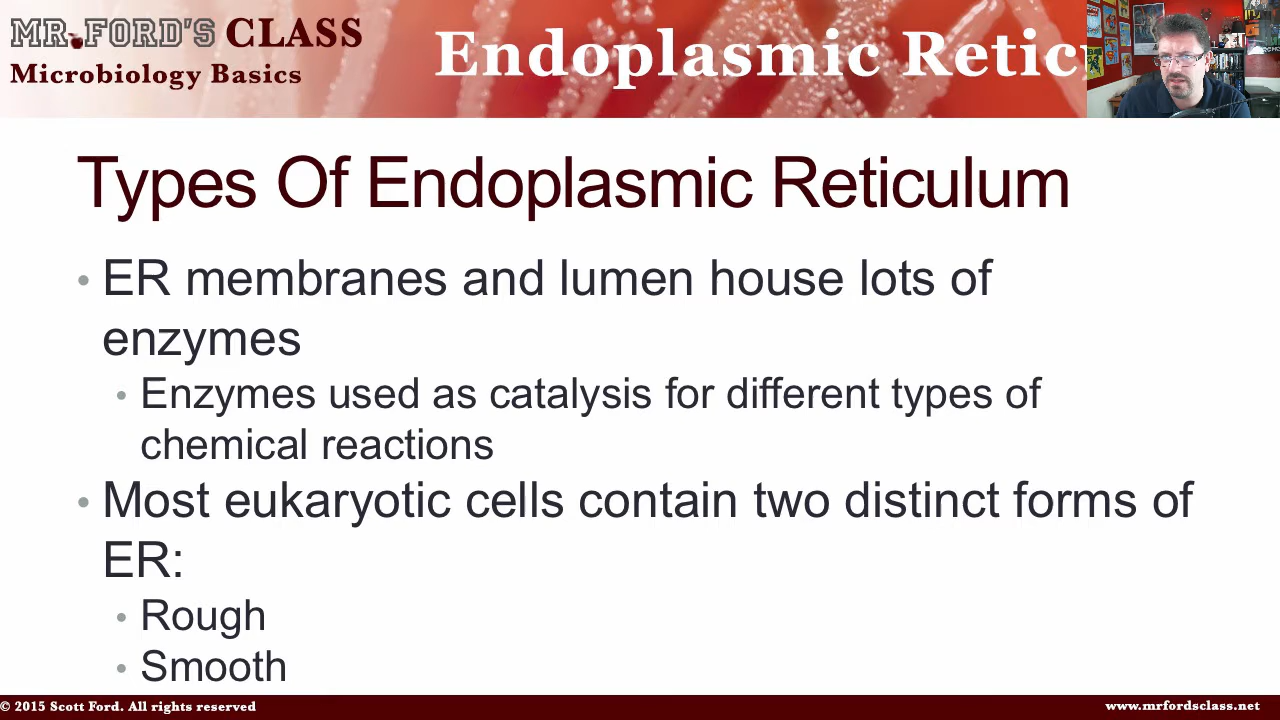 MR. FORD'S CLASS
Microbiology Basics
Endoplasmic
Types Of Endoplasmic Reticulum
• ER membranes and lumen house lots of
enzymes
• Enzymes used as catalysis for different types of
chemical reactions
• Most eukaryotic cells contain two distinct forms of
ER:
• Rough
• Smooth
© 2015 Scott Ford. All rights reserved
www.mrfordsclass.net